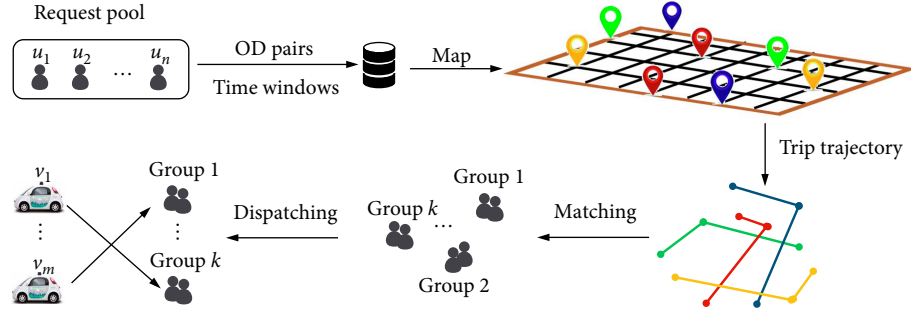 Request pool
u1 u2 ... un
OD pairs
Time windows
Map
Trip trajectory
Matching
Group 1
Group k ...
Group 2
Dispatching
v1
Group 1
⋮ ⋮
vm
Group k